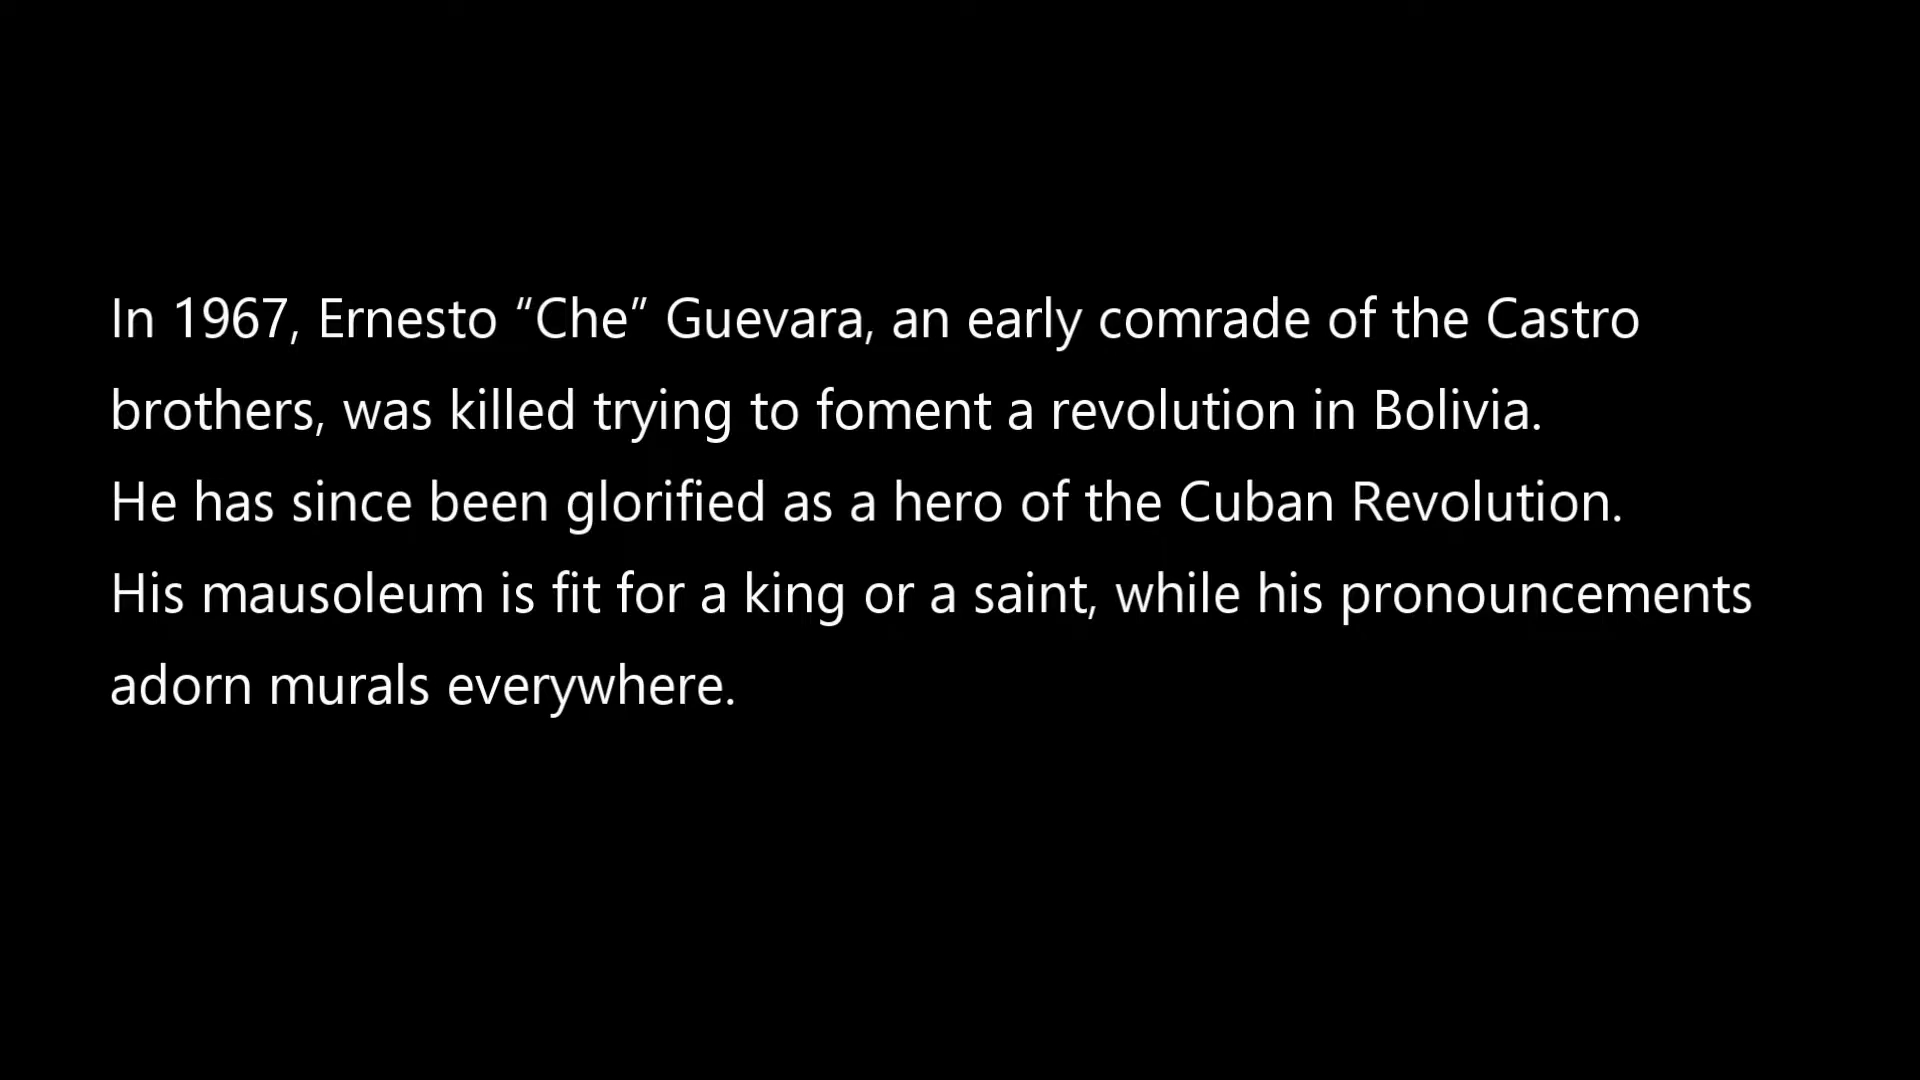 In 1967, Ernesto “Che” Guevara, an early comrade of the Castro
brothers, was killed trying to foment a revolution in Bolivia.
He has since been glorified as a hero of the Cuban Revolution.
His mausoleum is fit for a king or a saint, while his pronouncements
adorn murals everywhere.